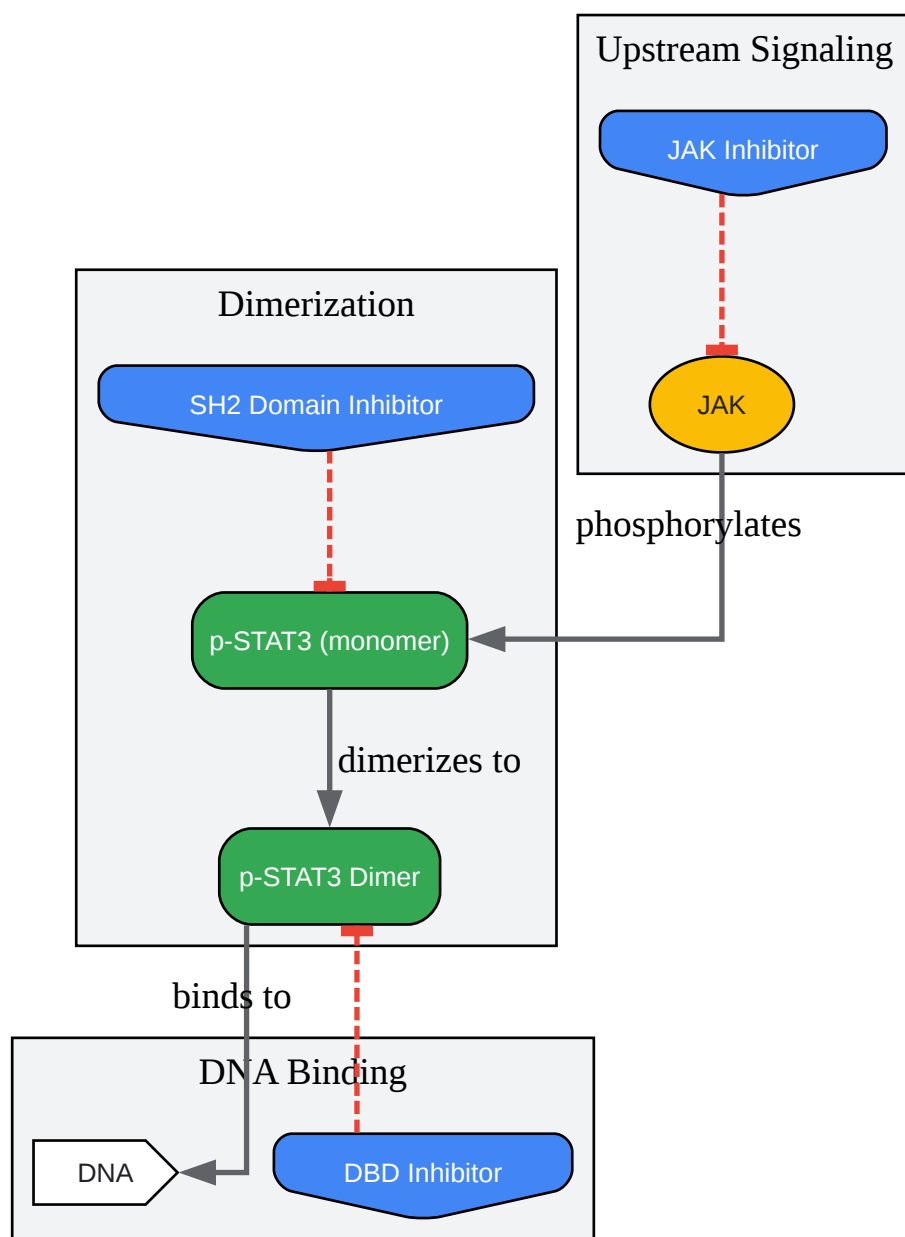 Upstream Signaling
JAK Inhibitor
Dimerization
SH2 Domain Inhibitor
JAK
phosphorylates
p-STAT3 (monomer)
dimerizes to
p-STAT3 Dimer
binds to
DNA Binding
DNA
DBD Inhibitor